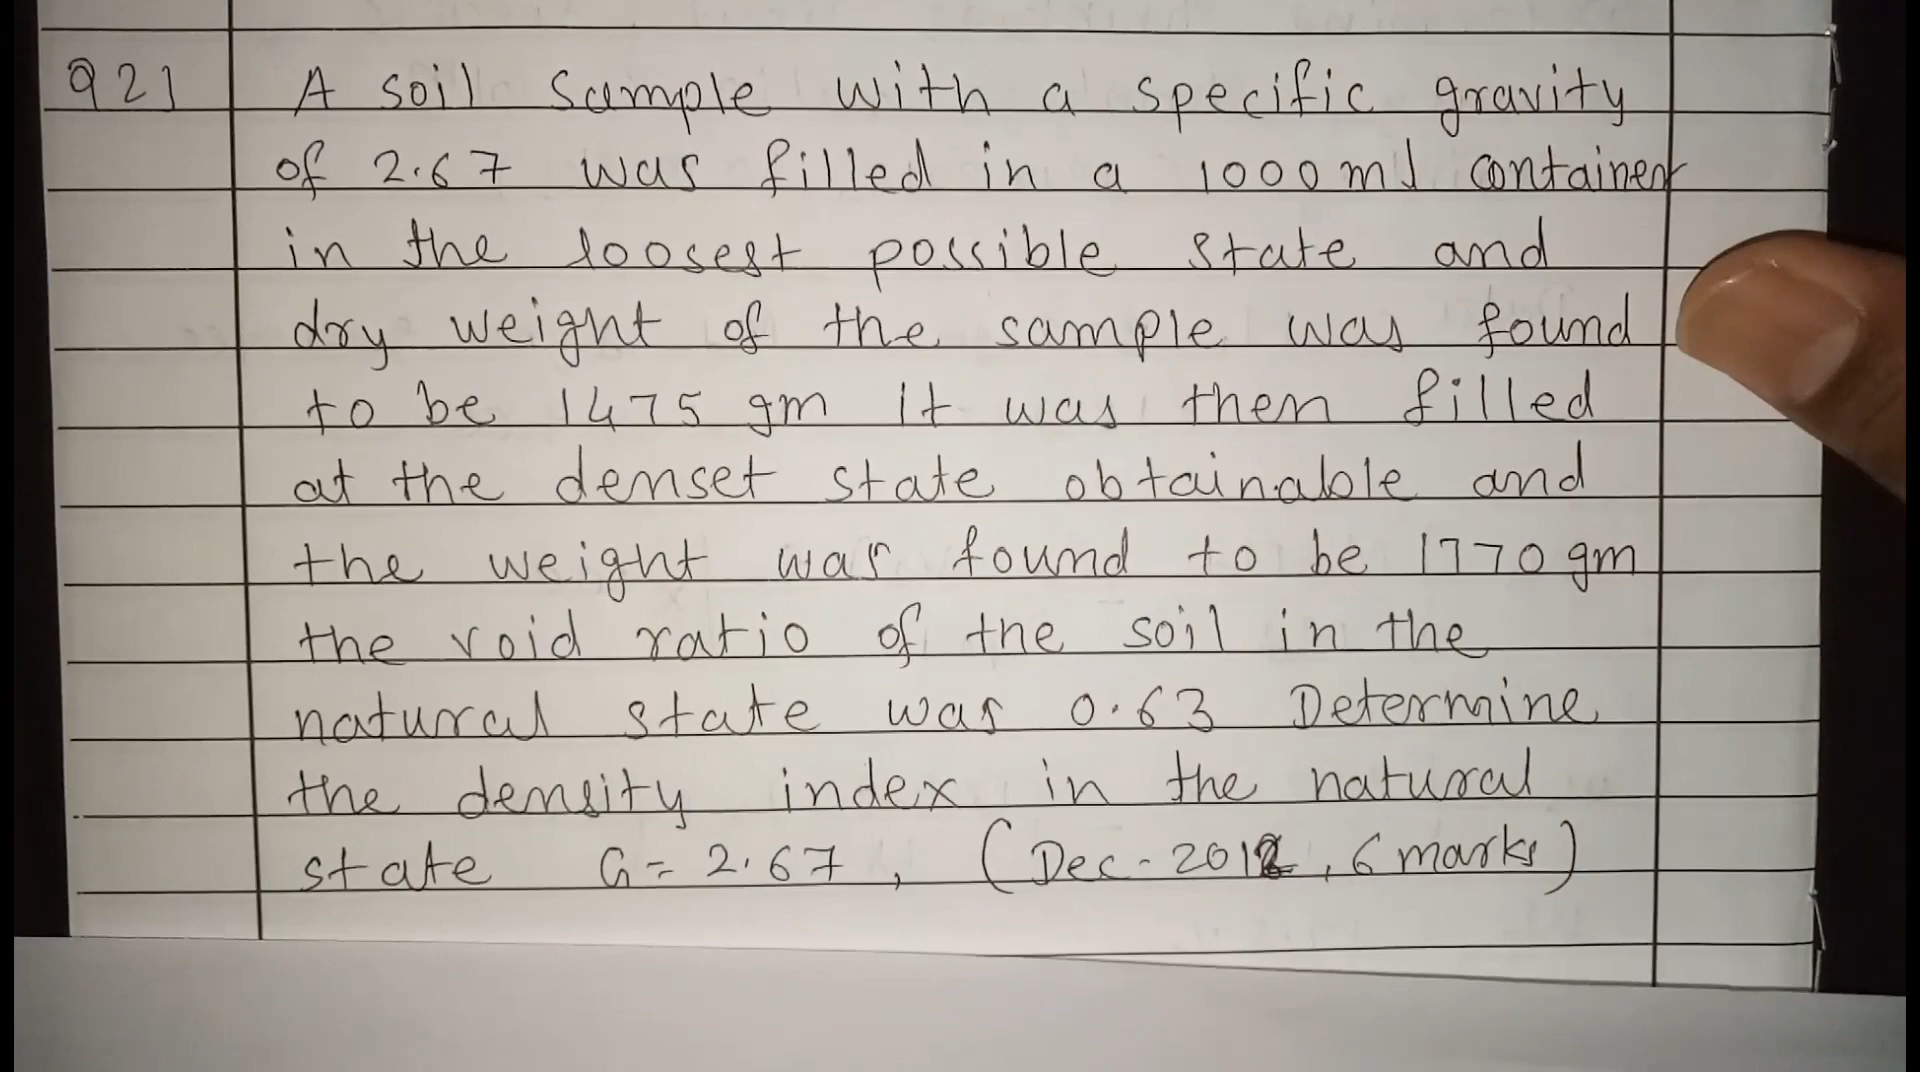 Q21 A soil sample with a specific gravity
of 2.67 was filled in a 1000 ml container
in the loosest possible state and
dry weight of the sample was found
to be 1475 gm It was then filled
at the denset state obtainable and
the weight was found to be 1770 gm
the void ratio of the soil in the
natural state was 0.63 Determine
the density index in the natural
state G = 2.67, (Dec - 2012, 6 marks)